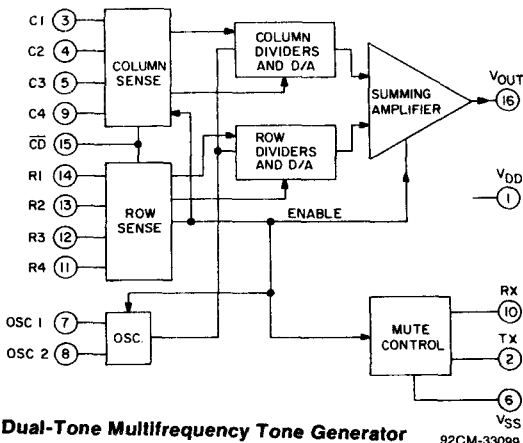 C1 3
C2 4
C3 5
C4 9
COLUMN
SENSE
C̅D̅ 15
R1 14
R2 13
R3 12
R4 11
ROW
SENSE
OSC 1 7
OSC 2 8
OSC.
COLUMN
DIVIDERS
AND D/A
ROW
DIVIDERS
AND D/A
ENABLE
SUMMING
AMPLIFIER
VOUT
16
VDD
1
MUTE
CONTROL
RX
10
TX
2
6
VSS
Dual-Tone Multifrequency Tone Generator
92CM-33099